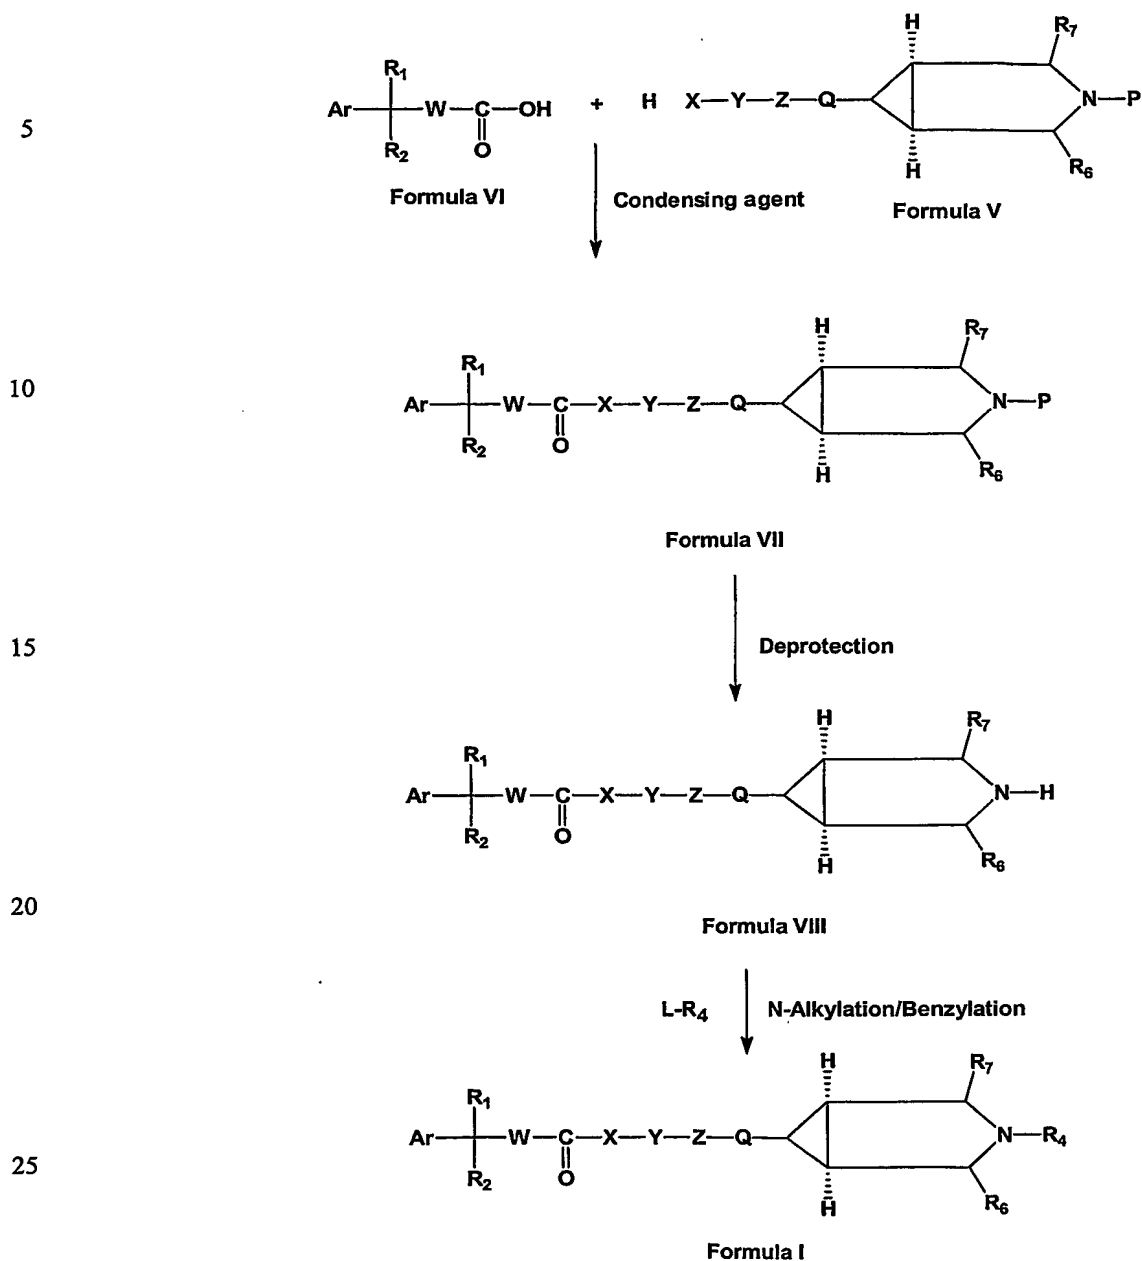 H R7
R1
Ar W C OH + H X—Y—Z—Q N—P
5
R2 O
H R6
Formula VI Condensing agent Formula V
H R7
R1
10
Ar W C X Y Z Q N—P
R2 O
H R6
Formula VII
15 Deprotection
H R7
R1
Ar W C X Y Z Q N—H
R2 O
H R6
20
Formula VIII
L-R4 N-Alkylation/Benzylation
H R7
R1
Ar W C X Y Z Q N—R4
25
R2 O
H R6
Formula I